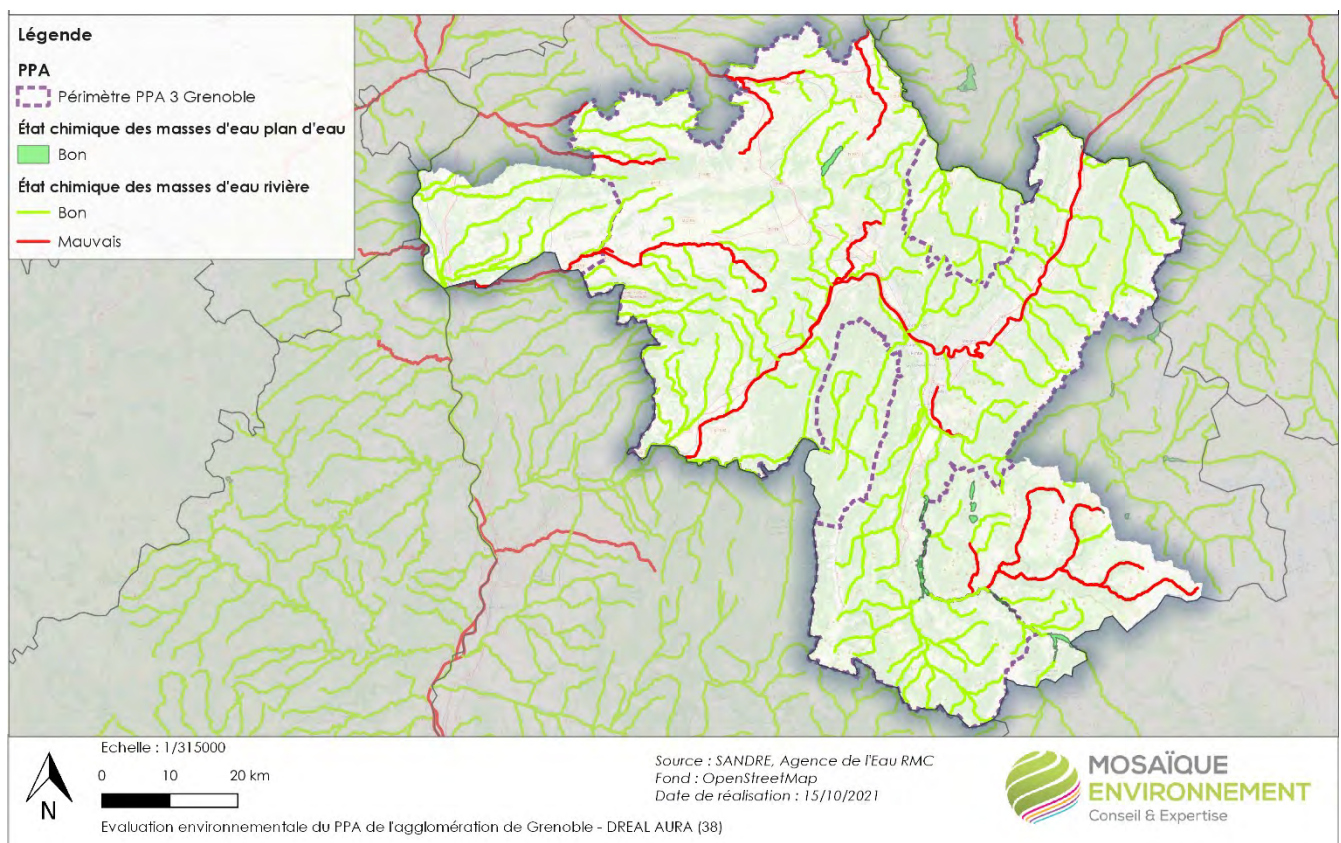 Légende
PPA
Périmètre PPA 3 Grenoble
État chimique des masses d'eau plan d'eau
Bon
État chimique des masses d'eau rivière
Bon
Mauvais
N
Echelle : 1/315000
0 10 20 km
Evaluation environnementale du PPA de l'agglomération de Grenoble - DREAL AURA (38)
Source : SANDRE, Agence de l'Eau RMC
Fond : OpenStreetMap
Date de réalisation : 15/10/2021
MOSAÏQUE
ENVIRONNEMENT
Conseil & Expertise